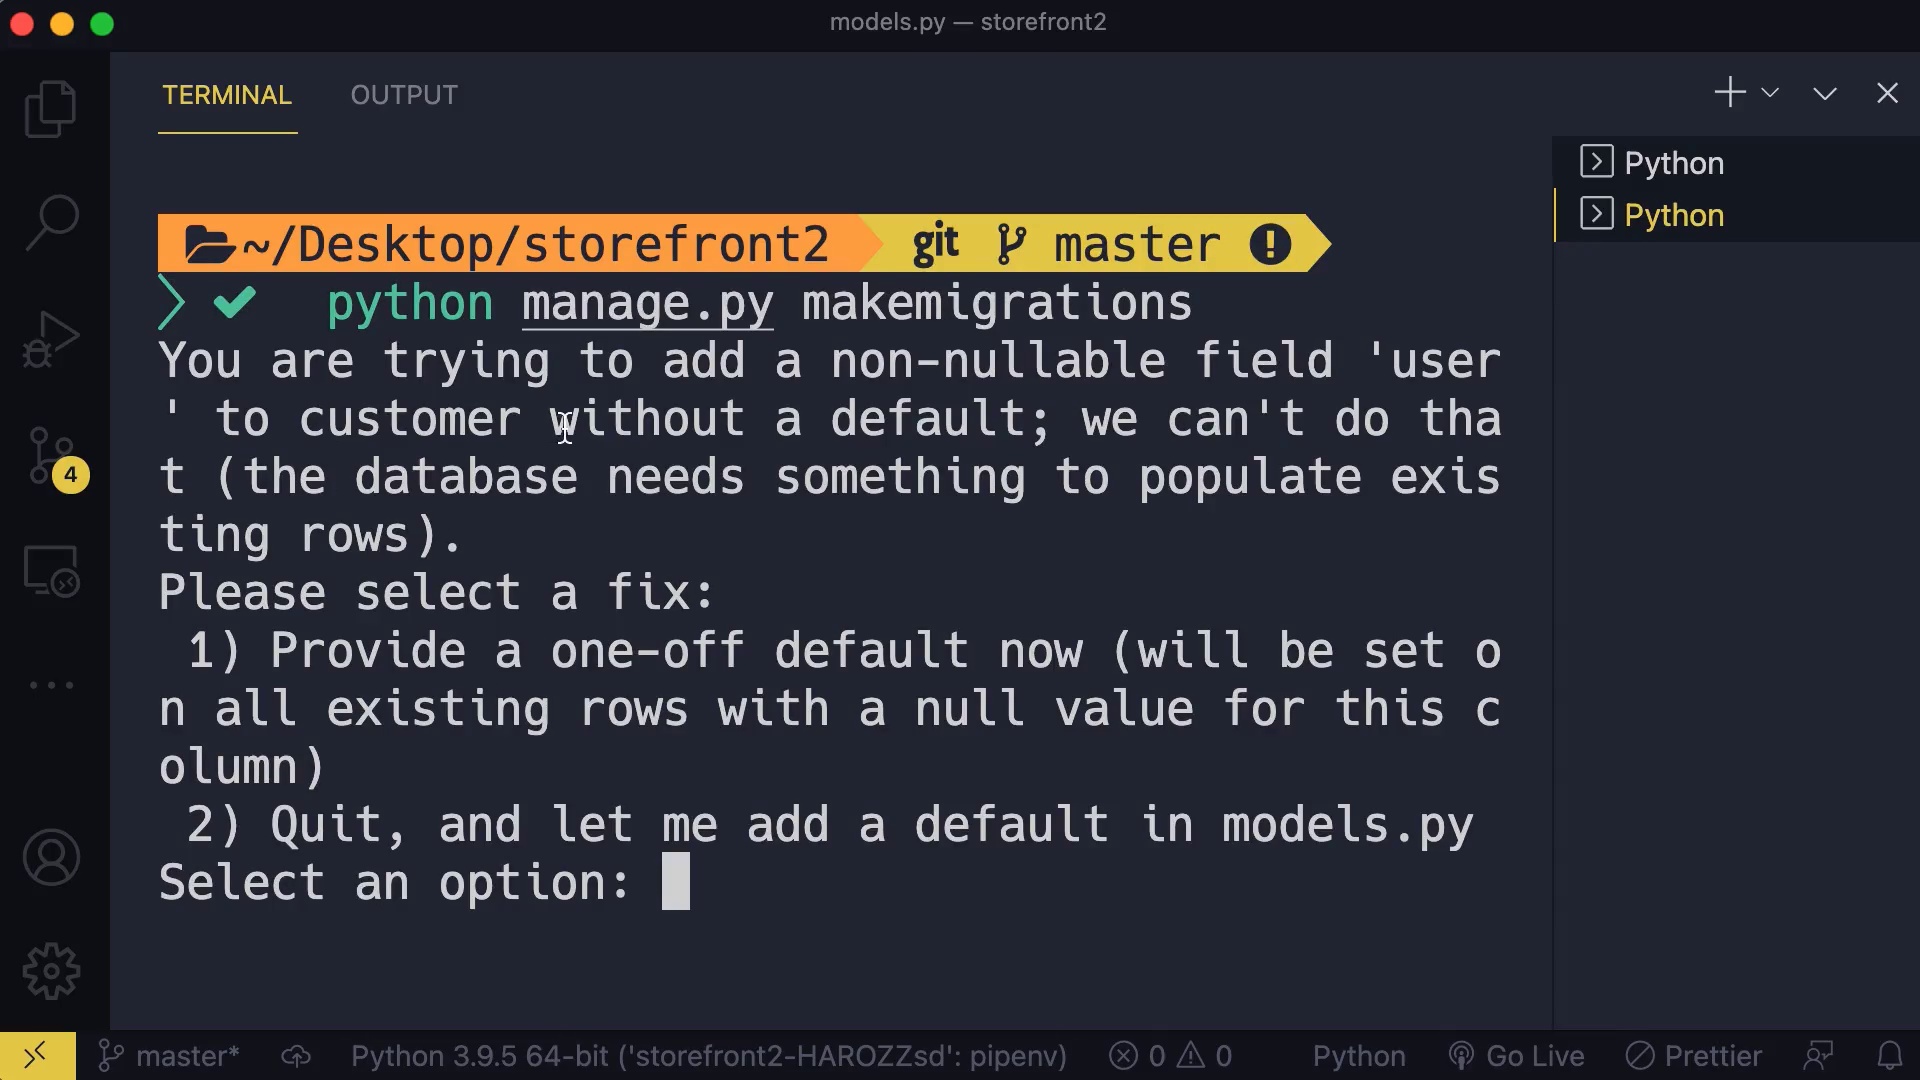 models.py — storefront2
TERMINAL OUTPUT
Python
Python
~/Desktop/storefront2 git master
python manage.py makemigrations
You are trying to add a non-nullable field 'user
' to customer without a default; we can't do tha
t (the database needs something to populate exis
ting rows).
Please select a fix:
1) Provide a one-off default now (will be set o
n all existing rows with a null value for this c
olumn)
2) Quit, and let me add a default in models.py
Select an option:
4
master* Python 3.9.5 64-bit ('storefront2-HAROZZsd': pipenv) 0 0 Python Go Live Prettier